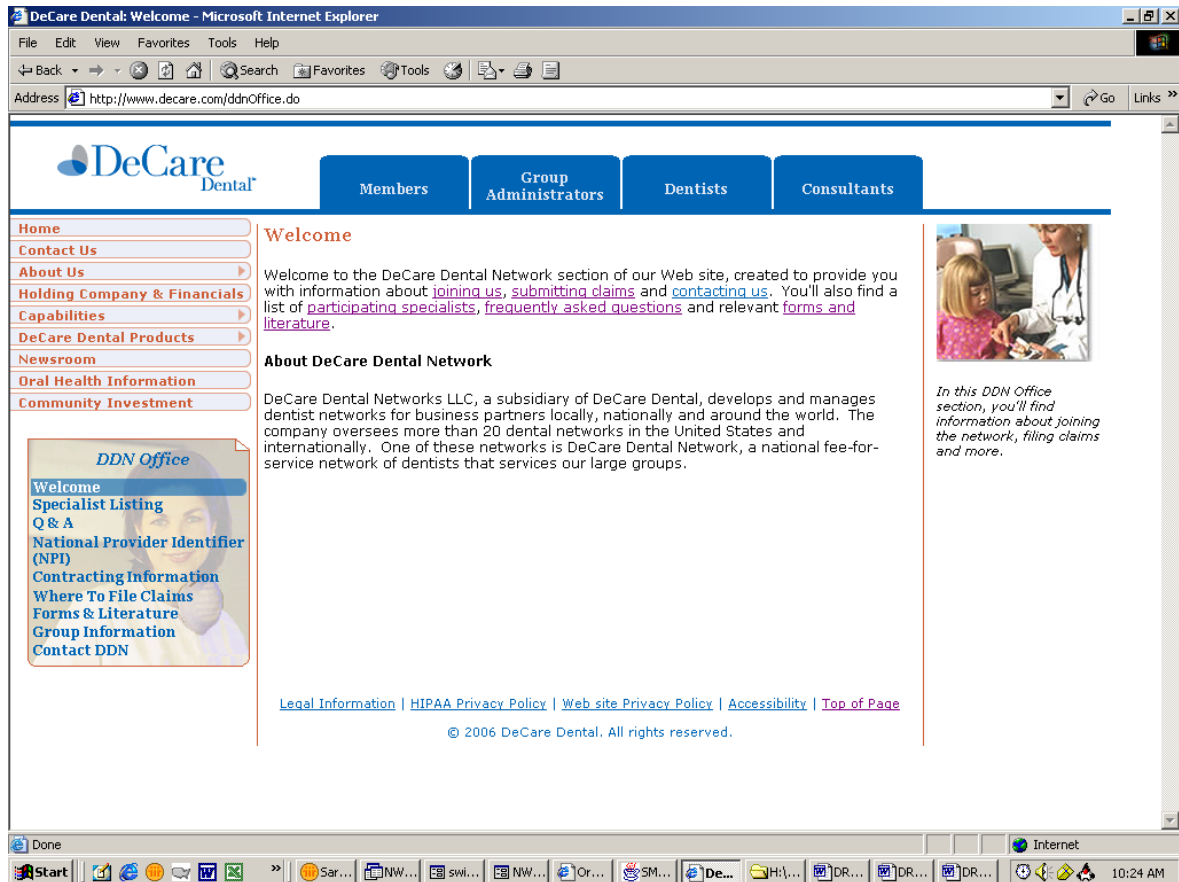 DeCare Dental: Welcome - Microsoft Internet Explorer
File Edit View Favorites Tools Help
Back Search Favorites Tools
Address http://www.decare.com/ddnOffice.do Go Links »
DeCare
Dental
Members
Group
Administrators
Dentists
Consultants
Home
Contact Us
About Us
Holding Company & Financials
Capabilities
DeCare Dental Products
Newsroom
Oral Health Information
Community Investment
DDN Office
Welcome
Specialist Listing
Q & A
National Provider Identifier
(NPI)
Contracting Information
Where To File Claims
Forms & Literature
Group Information
Contact DDN
Welcome
Welcome to the DeCare Dental Network section of our Web site, created to provide you
with information about joining us, submitting claims and contacting us. You'll also find a
list of participating specialists, frequently asked questions and relevant forms and
literature.
About DeCare Dental Network
DeCare Dental Networks LLC, a subsidiary of DeCare Dental, develops and manages
dentist networks for business partners locally, nationally and around the world. The
company oversees more than 20 dental networks in the United States and
internationally. One of these networks is DeCare Dental Network, a national fee-for-
service network of dentists that services our large groups.
In this DDN Office
section, you'll find
information about joining
the network, filing claims
and more.
Legal Information | HIPAA Privacy Policy | Web site Privacy Policy | Accessibility | Top of Page
© 2006 DeCare Dental. All rights reserved.
Done Internet
Start » Sar... NW... swi... NW... Or... SM... De... H:\... DR... DR... DR... 10:24 AM